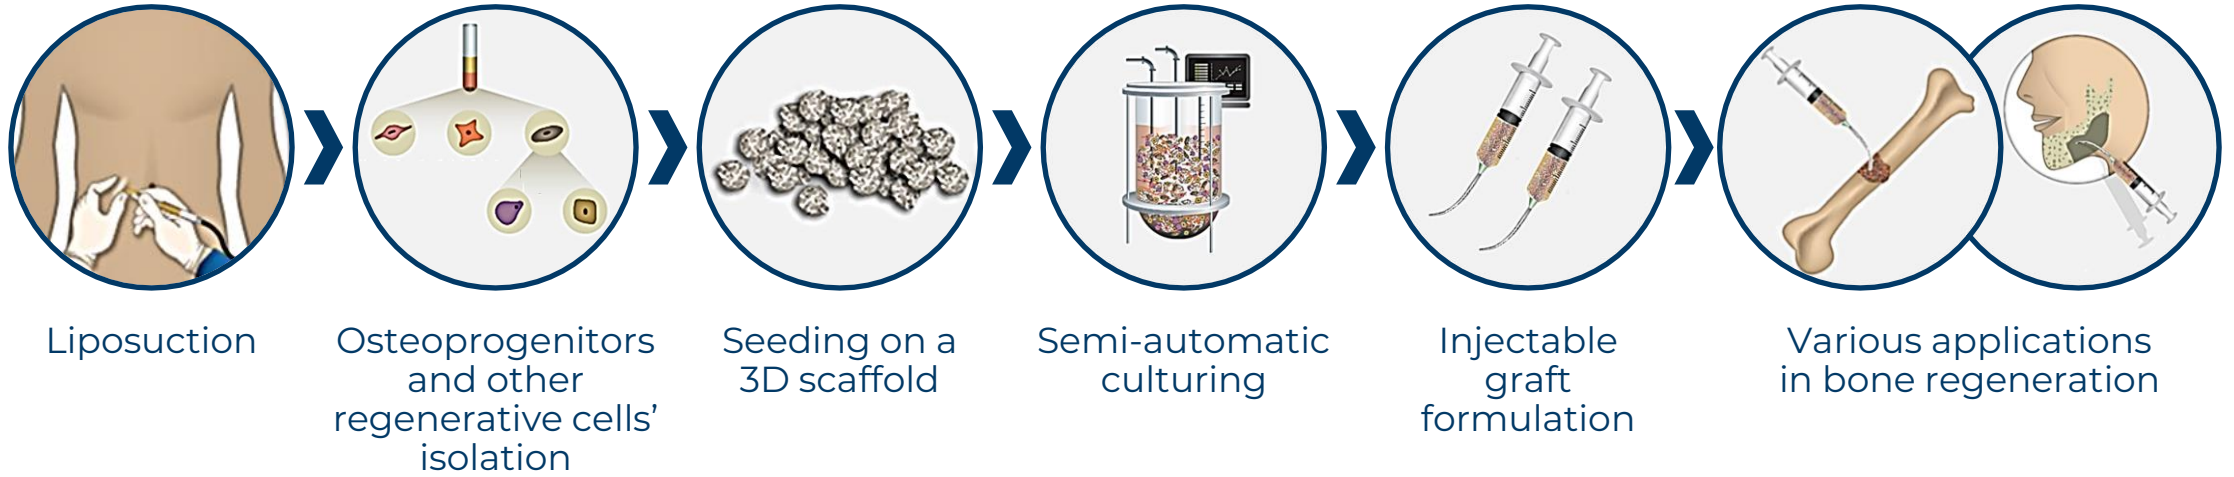 Liposuction
Osteoprogenitors
and other
regenerative cells’
isolation
Seeding on a
3D scaffold
Semi-automatic
culturing
Injectable
graft
formulation
Various applications
in bone regeneration